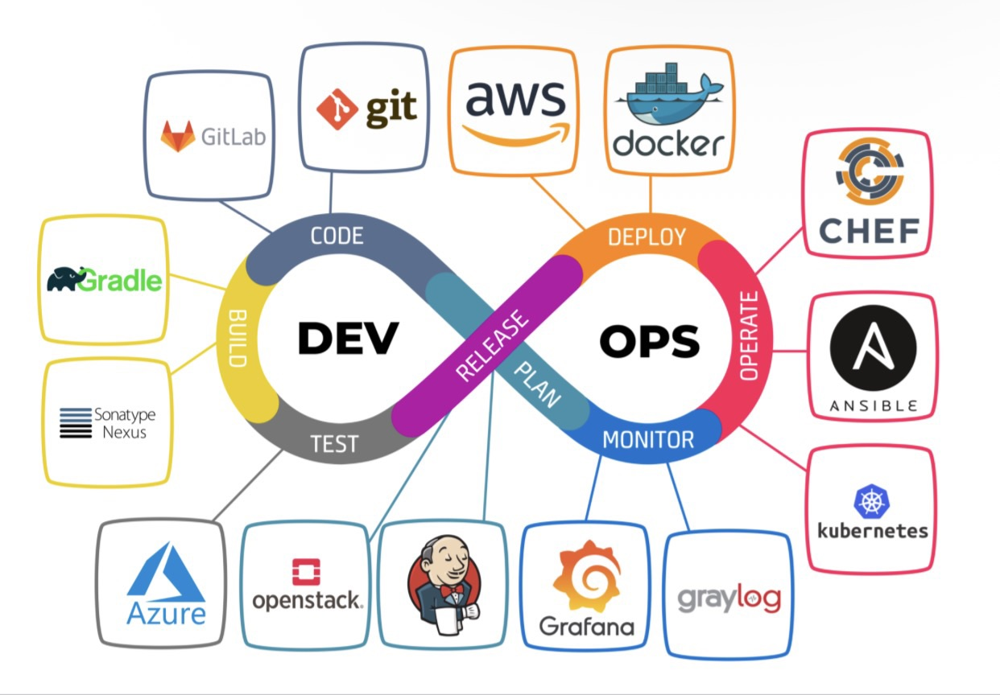 GitLab
git
aws
docker
CHEF
CODE
DEPLOY
Gradle
BUILD
DEV
RELEASE
OPS
OPERATE
ANSIBLE
PLAN
Sonatype
Nexus
TEST
MONITOR
kubernetes
Azure
openstack.
Grafana
graylog